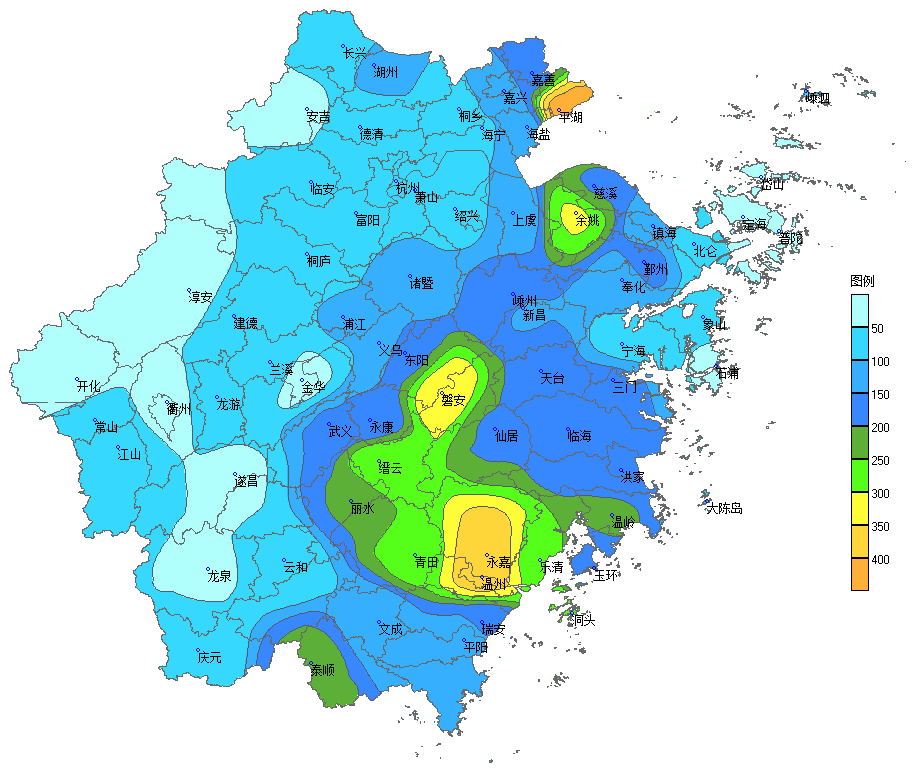 长兴
湖州
嘉善
嘉兴
嵊泗
安吉
桐乡
平湖
德清
海宁
海盐
临安
杭州
萧山
慈溪
岱山
富阳
绍兴
上虞
余姚
定海
镇海
普陀
北仑
桐庐
鄞州
诸暨
奉化
图例
淳安
嵊州
新昌
建德
浦江
象山
50
义乌
东阳
宁海
100
兰溪
石浦
开化
金华
天台
三门
150
磐安
衢州
龙游
200
常山
武义
永康
仙居
临海
江山
250
缙云
洪家
遂昌
300
丽水
大陈岛
温岭
350
青田
永嘉
乐清
400
云和
龙泉
玉环
温州
洞头
文成
瑞安
平阳
庆元
泰顺